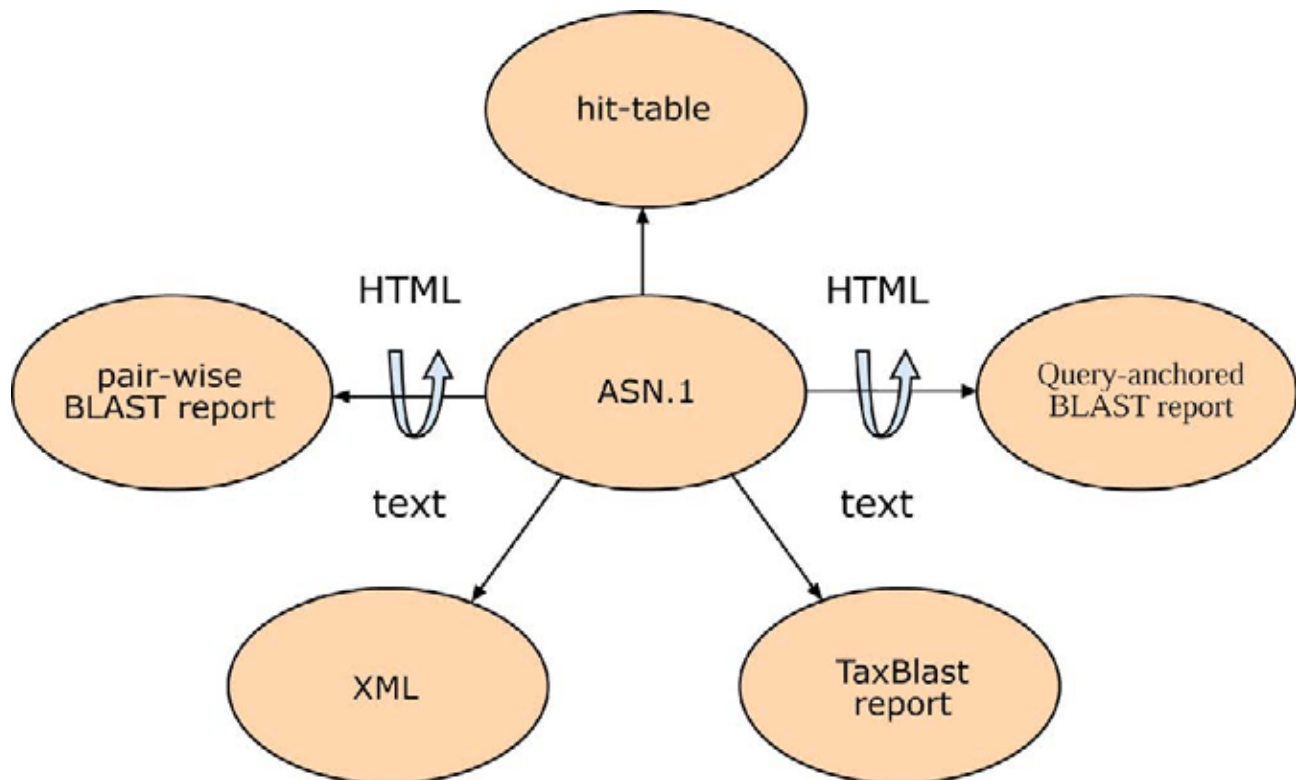 hit-table
HTML
HTML
pair-wise
BLAST report
ASN.1
Query-anchored
BLAST report
text
text
XML
TaxBlast
report